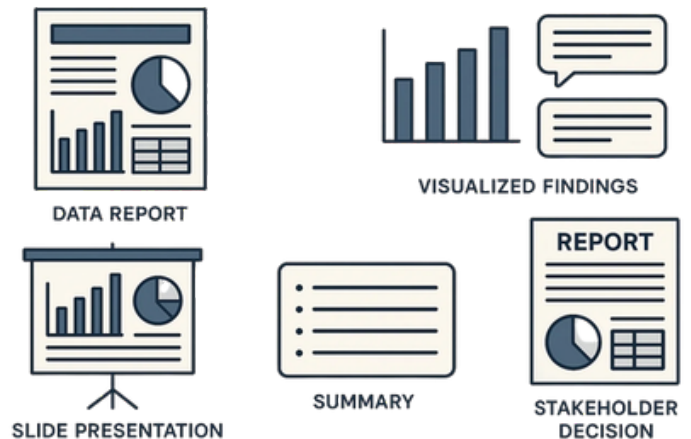 DATA REPORT
VISUALIZED FINDINGS
REPORT
SLIDE PRESENTATION
SUMMARY
STAKEHOLDER
DECISION